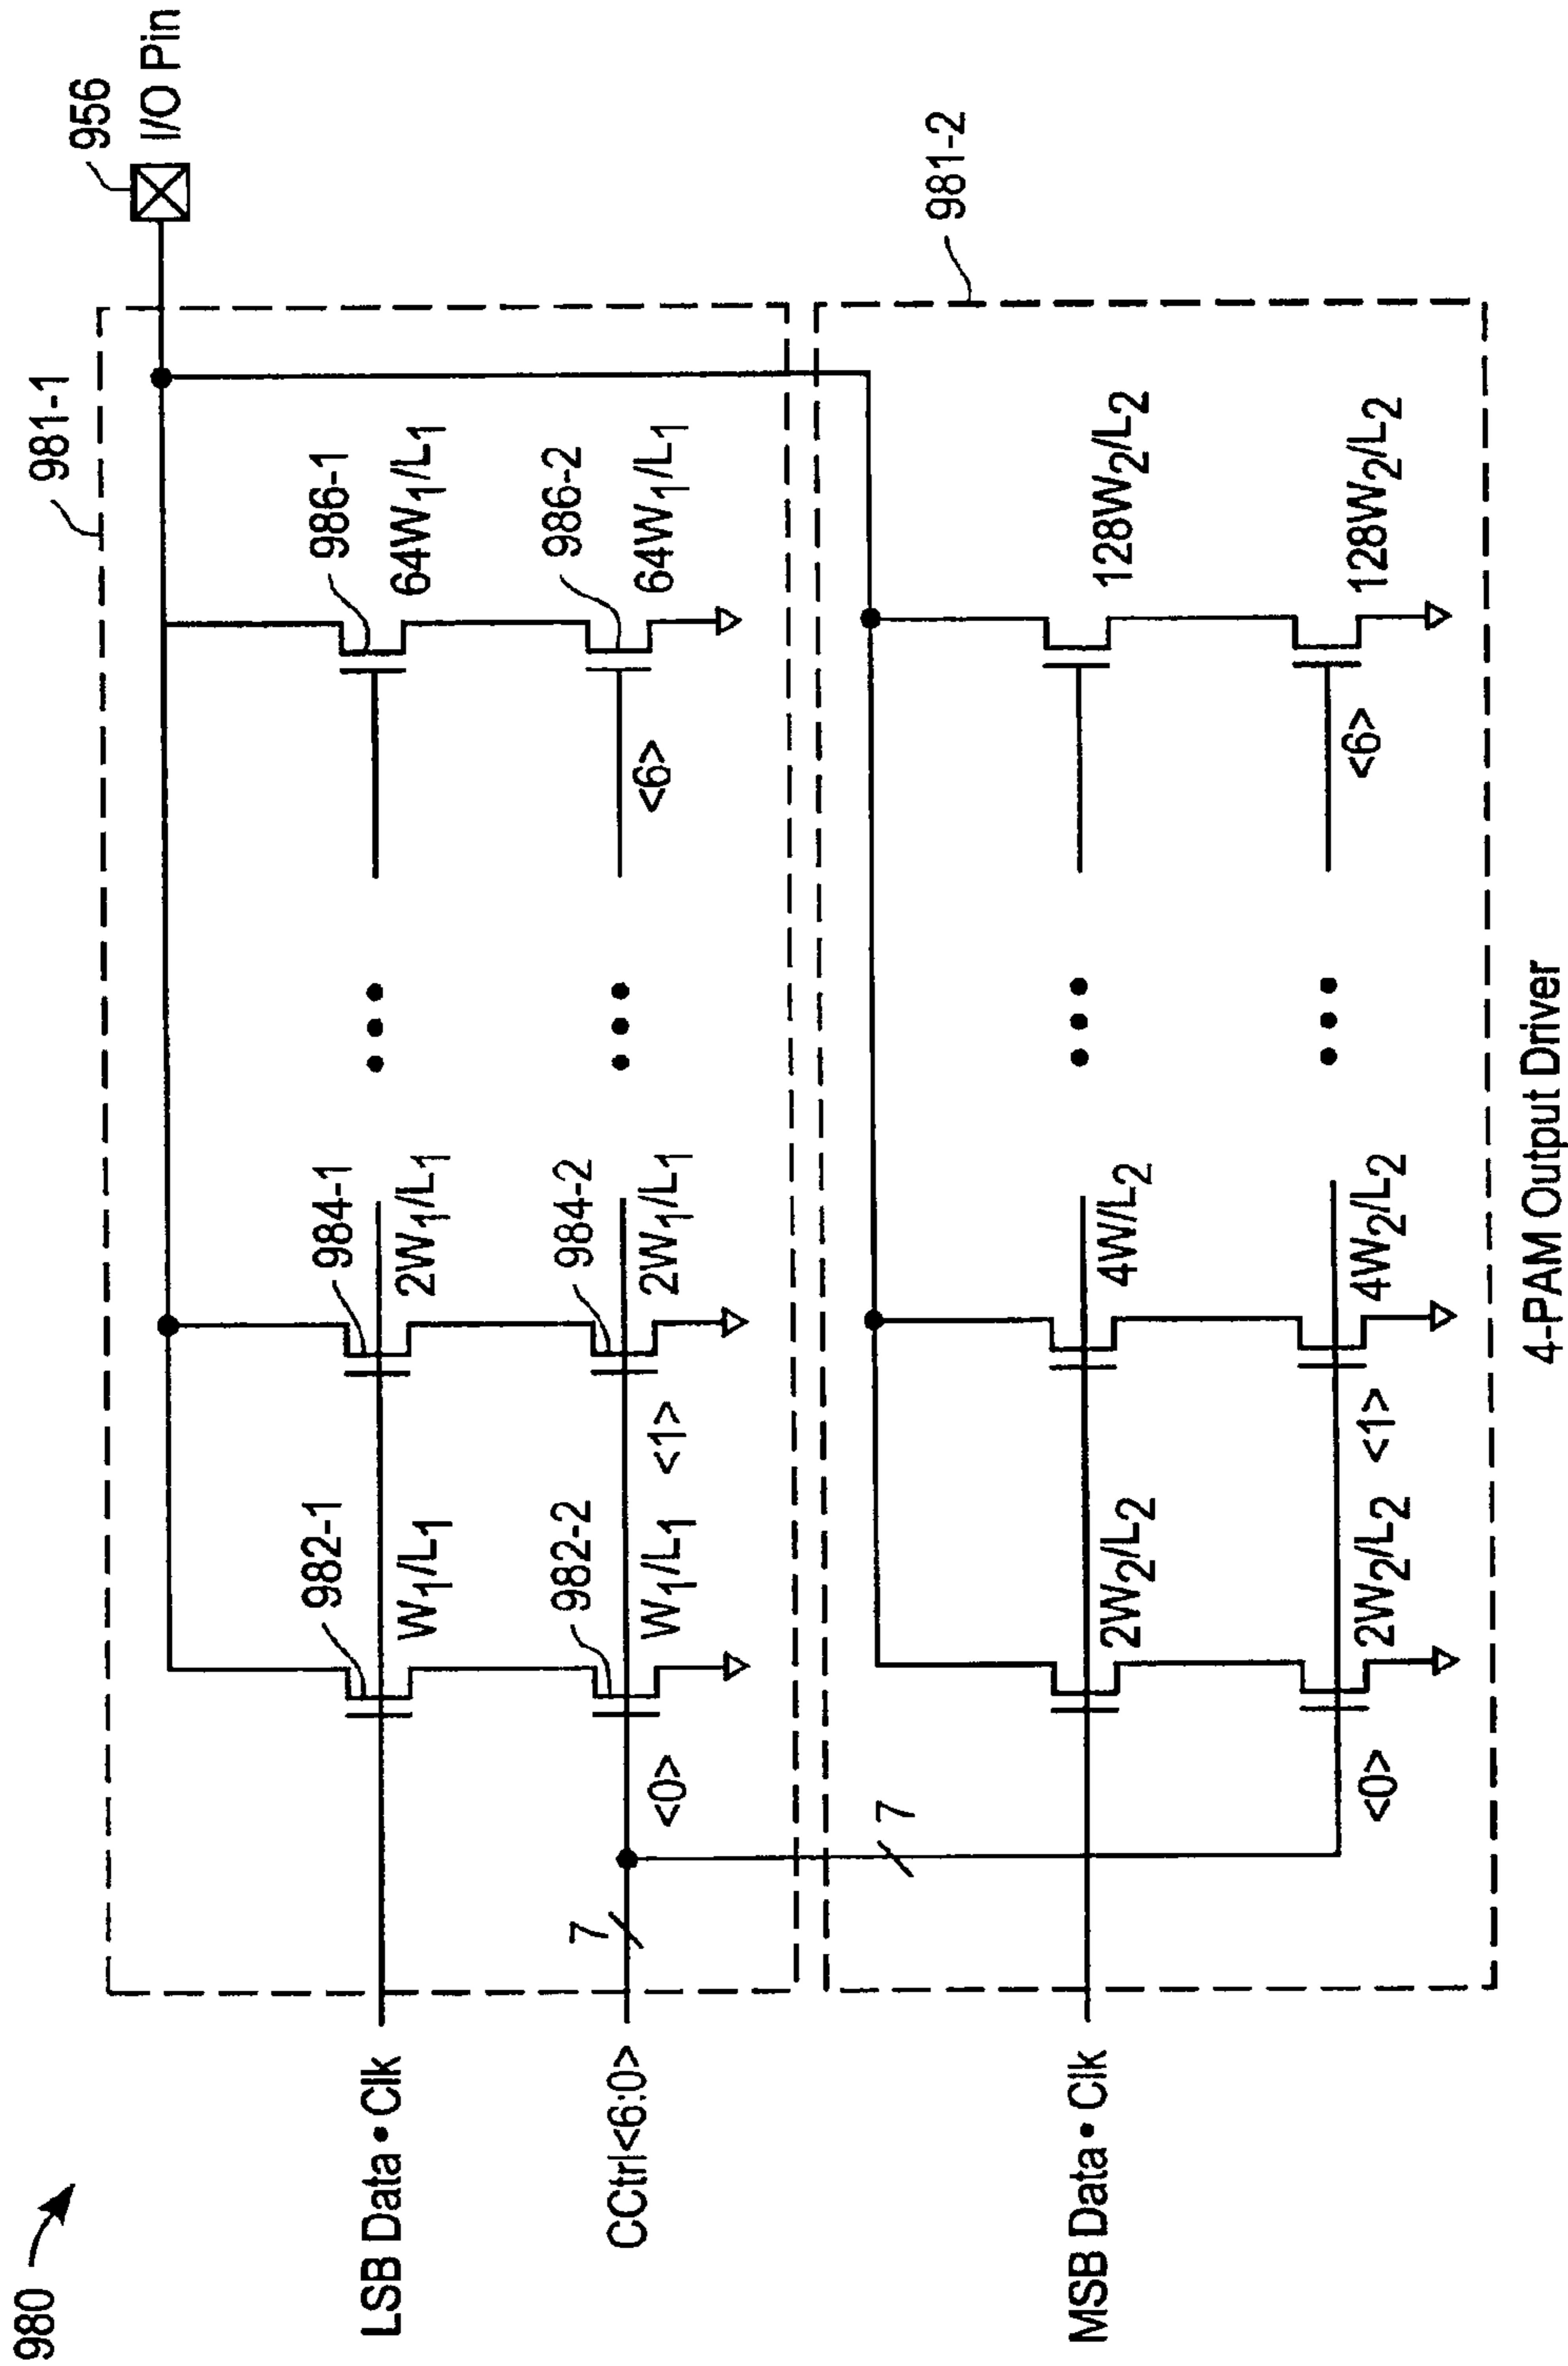 980
981-1
956
I/O Pin
982-1
984-1
986-1
LSB Data • Clk
W1/L1
2W1/L1
64W1/L1
982-2
984-2
986-2
CCtrl<6:0>
7
<0>
W1/L1
<1>
2W1/L1
<6>
64W1/L1
7
981-2
MSB Data • Clk
2W2/L2
4W/L2
128W2/L2
<0>
2W2/L2
<1>
4W2/L2
<6>
128W2/L2
4-PAM Output Driver